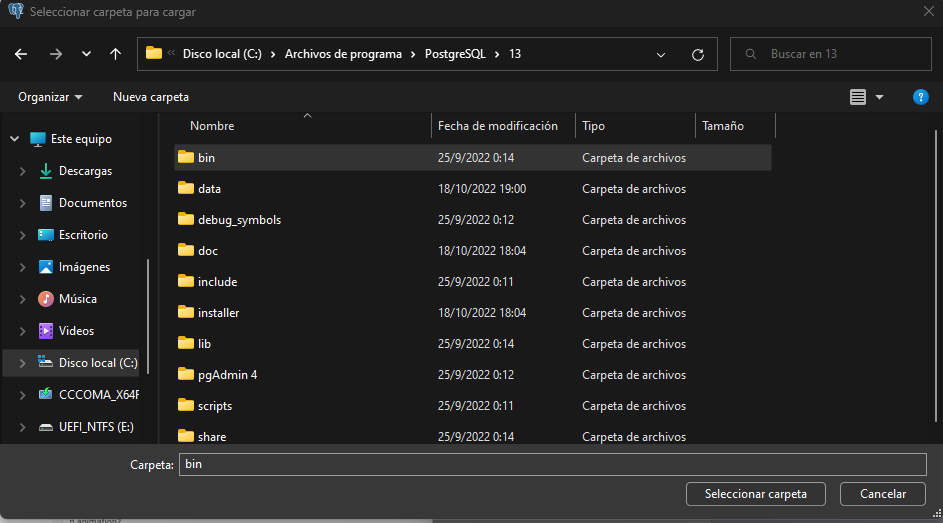 Seleccionar carpeta para cargar
Disco local (C:) Archivos de programa PostgreSQL 13
Buscar en 13
Organizar Nueva carpeta
Nombre Fecha de modificación Tipo Tamaño
Este equipo
Descargas
Documentos
Escritorio
Imágenes
Música
Videos
Disco local (C:)
CCCOMA_X64F
UEFI_NTFS (E:)
bin 25/9/2022 0:14 Carpeta de archivos
data 18/10/2022 19:00 Carpeta de archivos
debug_symbols 25/9/2022 0:12 Carpeta de archivos
doc 18/10/2022 18:04 Carpeta de archivos
include 25/9/2022 0:11 Carpeta de archivos
installer 18/10/2022 18:04 Carpeta de archivos
lib 25/9/2022 0:14 Carpeta de archivos
pgAdmin 4 25/9/2022 0:12 Carpeta de archivos
scripts 25/9/2022 0:11 Carpeta de archivos
share 25/9/2022 0:14 Carpeta de archivos
Carpeta: bin
Seleccionar carpeta Cancelar